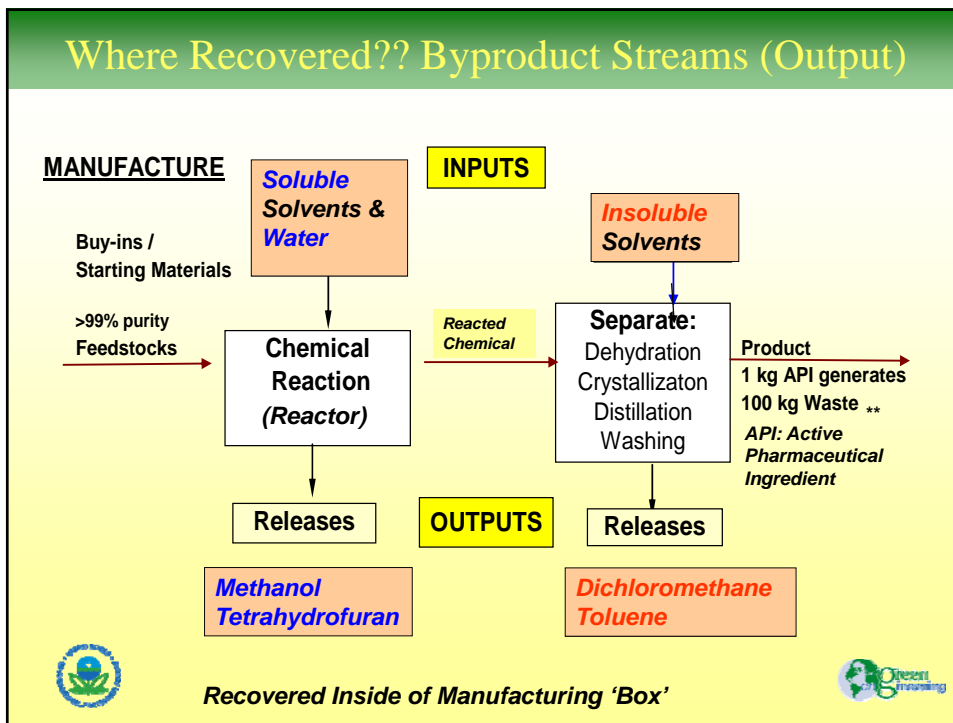 Where Recovered?? Byproduct Streams (Output)
MANUFACTURE
Soluble
Solvents &
Water
INPUTS
Insoluble
Solvents
Buy-ins /
Starting Materials
>99% purity
Feedstocks
Chemical
Reaction
(Reactor)
Reacted
Chemical
Separate:
Dehydration
Crystallizaton
Distillation
Washing
Product
1 kg API generates
100 kg Waste **
API: Active
Pharmaceutical
Ingredient
Releases
OUTPUTS
Releases
Methanol
Tetrahydrofuran
Dichloromethane
Toluene
Recovered Inside of Manufacturing 'Box'
green